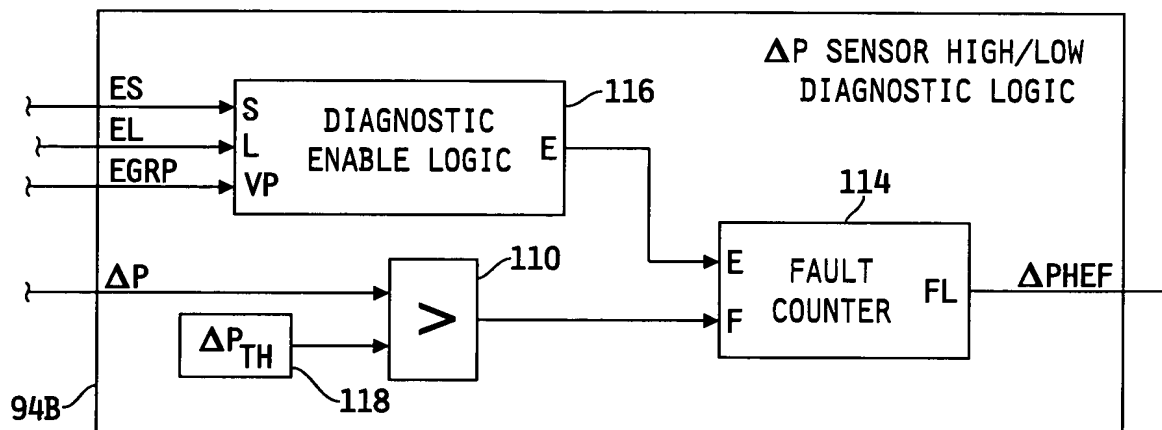 ΔP SENSOR HIGH/LOW
DIAGNOSTIC LOGIC
ES
EL
EGRP
S
L
VP
DIAGNOSTIC
ENABLE LOGIC
E
116
ΔP
ΔP_TH
118
>
110
114
E
F
FAULT
COUNTER
FL
ΔPHEF
94B